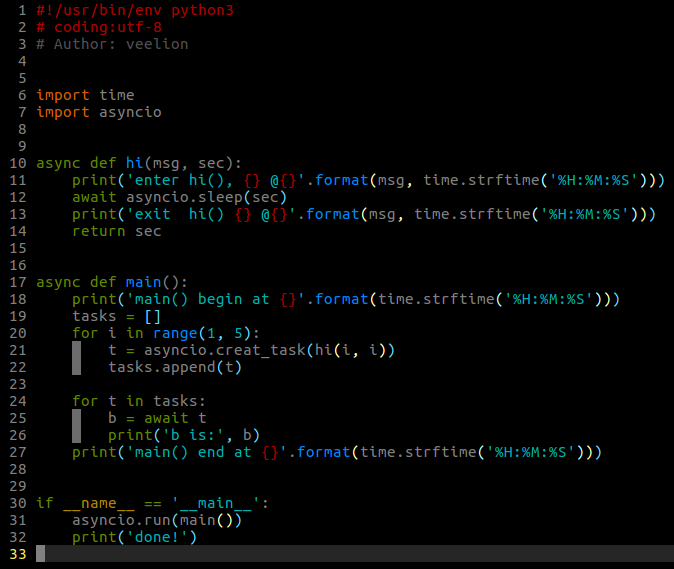 1 #!/usr/bin/env python3
2 # coding:utf-8
3 # Author: veelion
4
5
6 import time
7 import asyncio
8
9
10 async def hi(msg, sec):
11     print('enter hi(), {} @{}'.format(msg, time.strftime('%H:%M:%S')))
12     await asyncio.sleep(sec)
13     print('exit  hi() {} @{}'.format(msg, time.strftime('%H:%M:%S')))
14     return sec
15
16
17 async def main():
18     print('main() begin at {}'.format(time.strftime('%H:%M:%S')))
19     tasks = []
20     for i in range(1, 5):
21         t = asyncio.creat_task(hi(i, i))
22         tasks.append(t)
23
24     for t in tasks:
25         b = await t
26         print('b is:', b)
27     print('main() end at {}'.format(time.strftime('%H:%M:%S')))
28
29
30 if __name__ == '__main__':
31     asyncio.run(main())
32     print('done!')
33